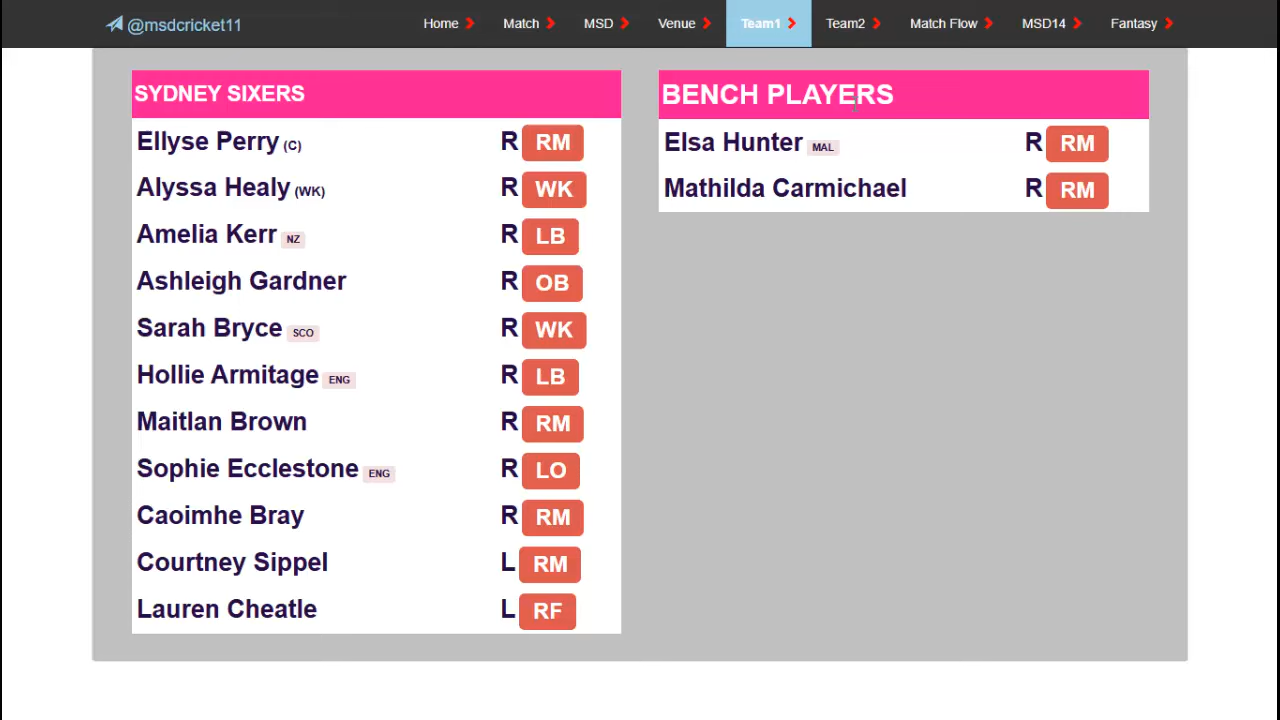 @msdcricket11 Home Match MSD Venue Team1 Team2 Match Flow MSD14 Fantasy
SYDNEY SIXERS
Ellyse Perry (C) R RM
Alyssa Healy (WK) R WK
Amelia Kerr NZ R LB
Ashleigh Gardner R OB
Sarah Bryce SCO R WK
Hollie Armitage ENG R LB
Maitlan Brown R RM
Sophie Ecclestone ENG R LO
Caoimhe Bray R RM
Courtney Sippel L RM
Lauren Cheatle L RF
BENCH PLAYERS
Elsa Hunter MAL R RM
Mathilda Carmichael R RM